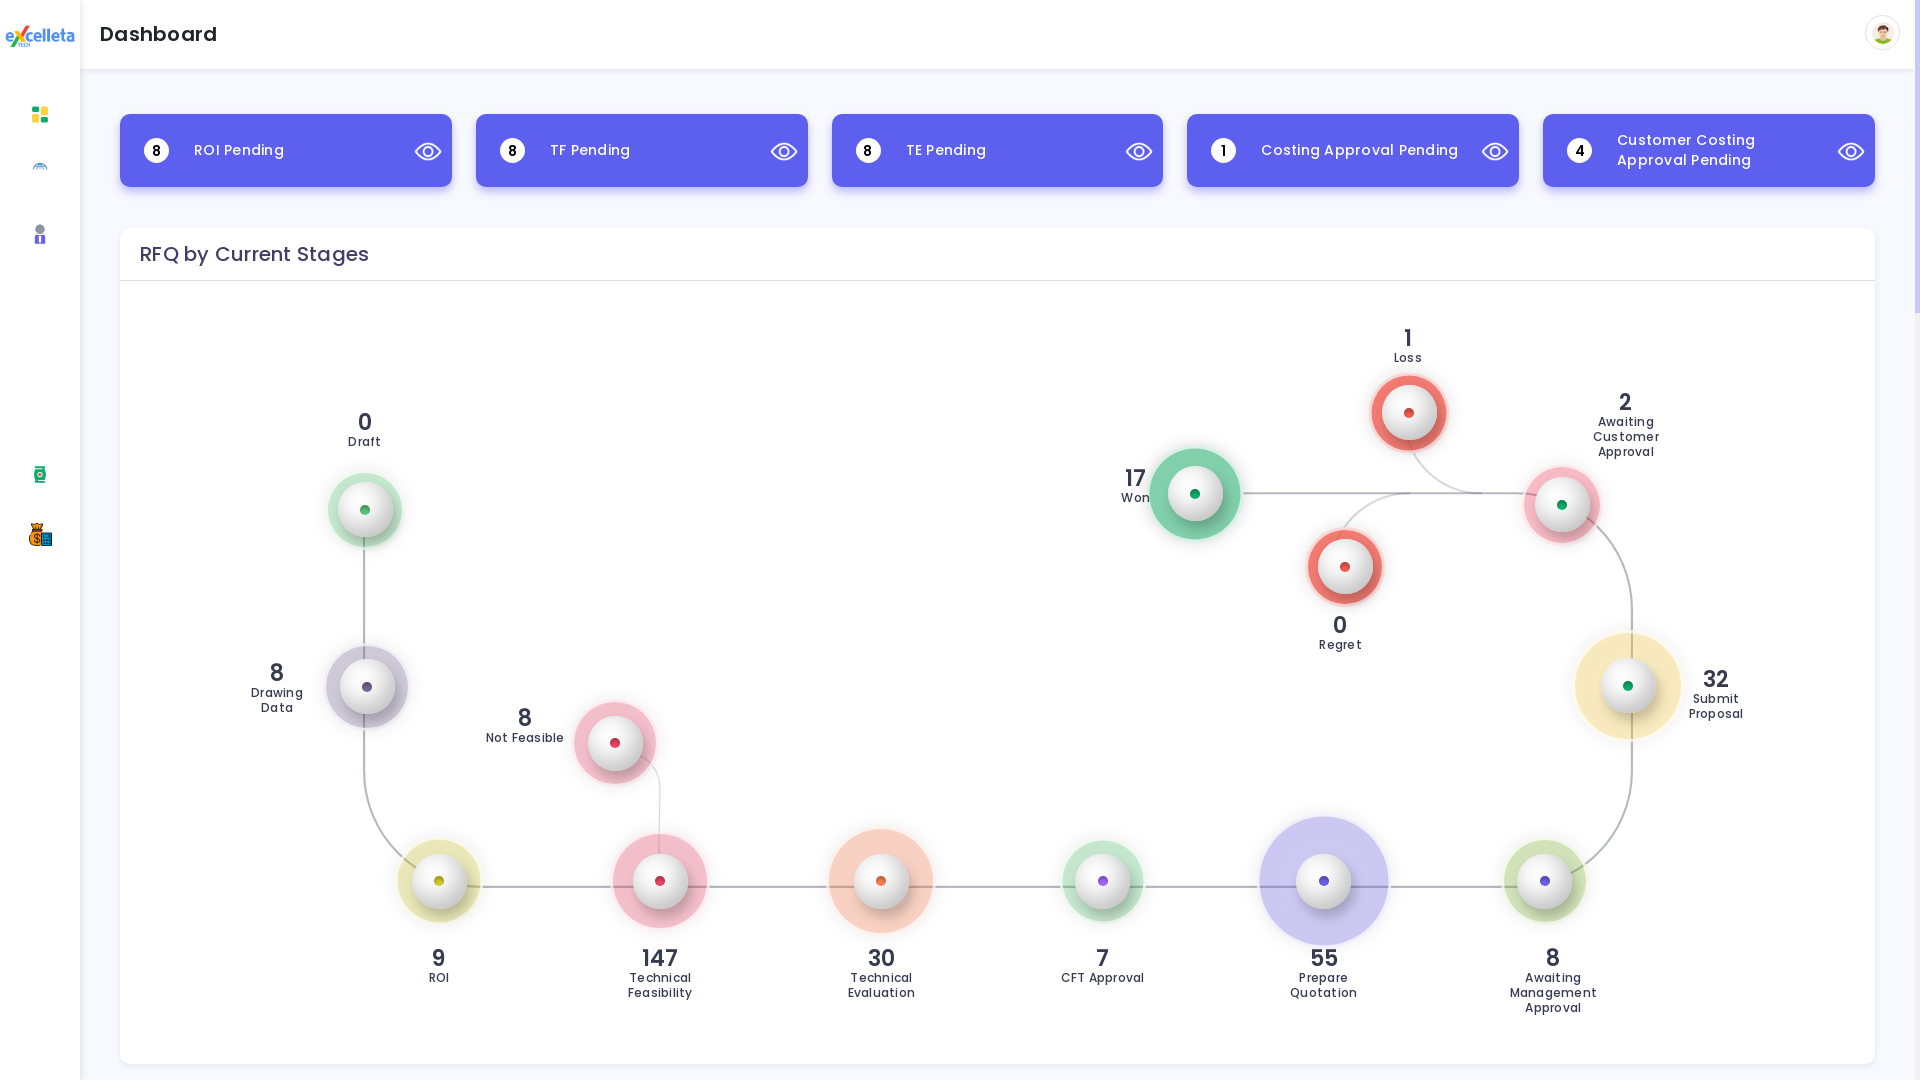 eXcelleta
TECH
Dashboard
8 ROI Pending
8 TF Pending
8 TE Pending
1 Costing Approval Pending
4 Customer Costing
Approval Pending
RFQ by Current Stages
1
Loss
2
Awaiting
Customer
Approval
0
Draft
17
Won
0
Regret
8
Drawing
Data
32
Submit
Proposal
8
Not Feasible
9
ROI
147
Technical
Feasibility
30
Technical
Evaluation
7
CFT Approval
55
Prepare
Quotation
8
Awaiting
Management
Approval